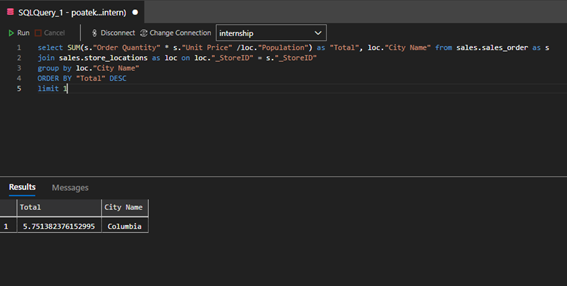 SQLQuery_1 - poatek...intern)
Run Cancel Disconnect Change Connection internship
1 select SUM(s."Order Quantity" * s."Unit Price" /loc."Population") as "Total", loc."City Name" from sales.sales_order as s
2 join sales.store_locations as loc on loc."_StoreID" = s."_StoreID"
3 group by loc."City Name"
4 ORDER BY "Total" DESC
5 limit 1
Results Messages
Total City Name
1 5.751382376152995 Columbia